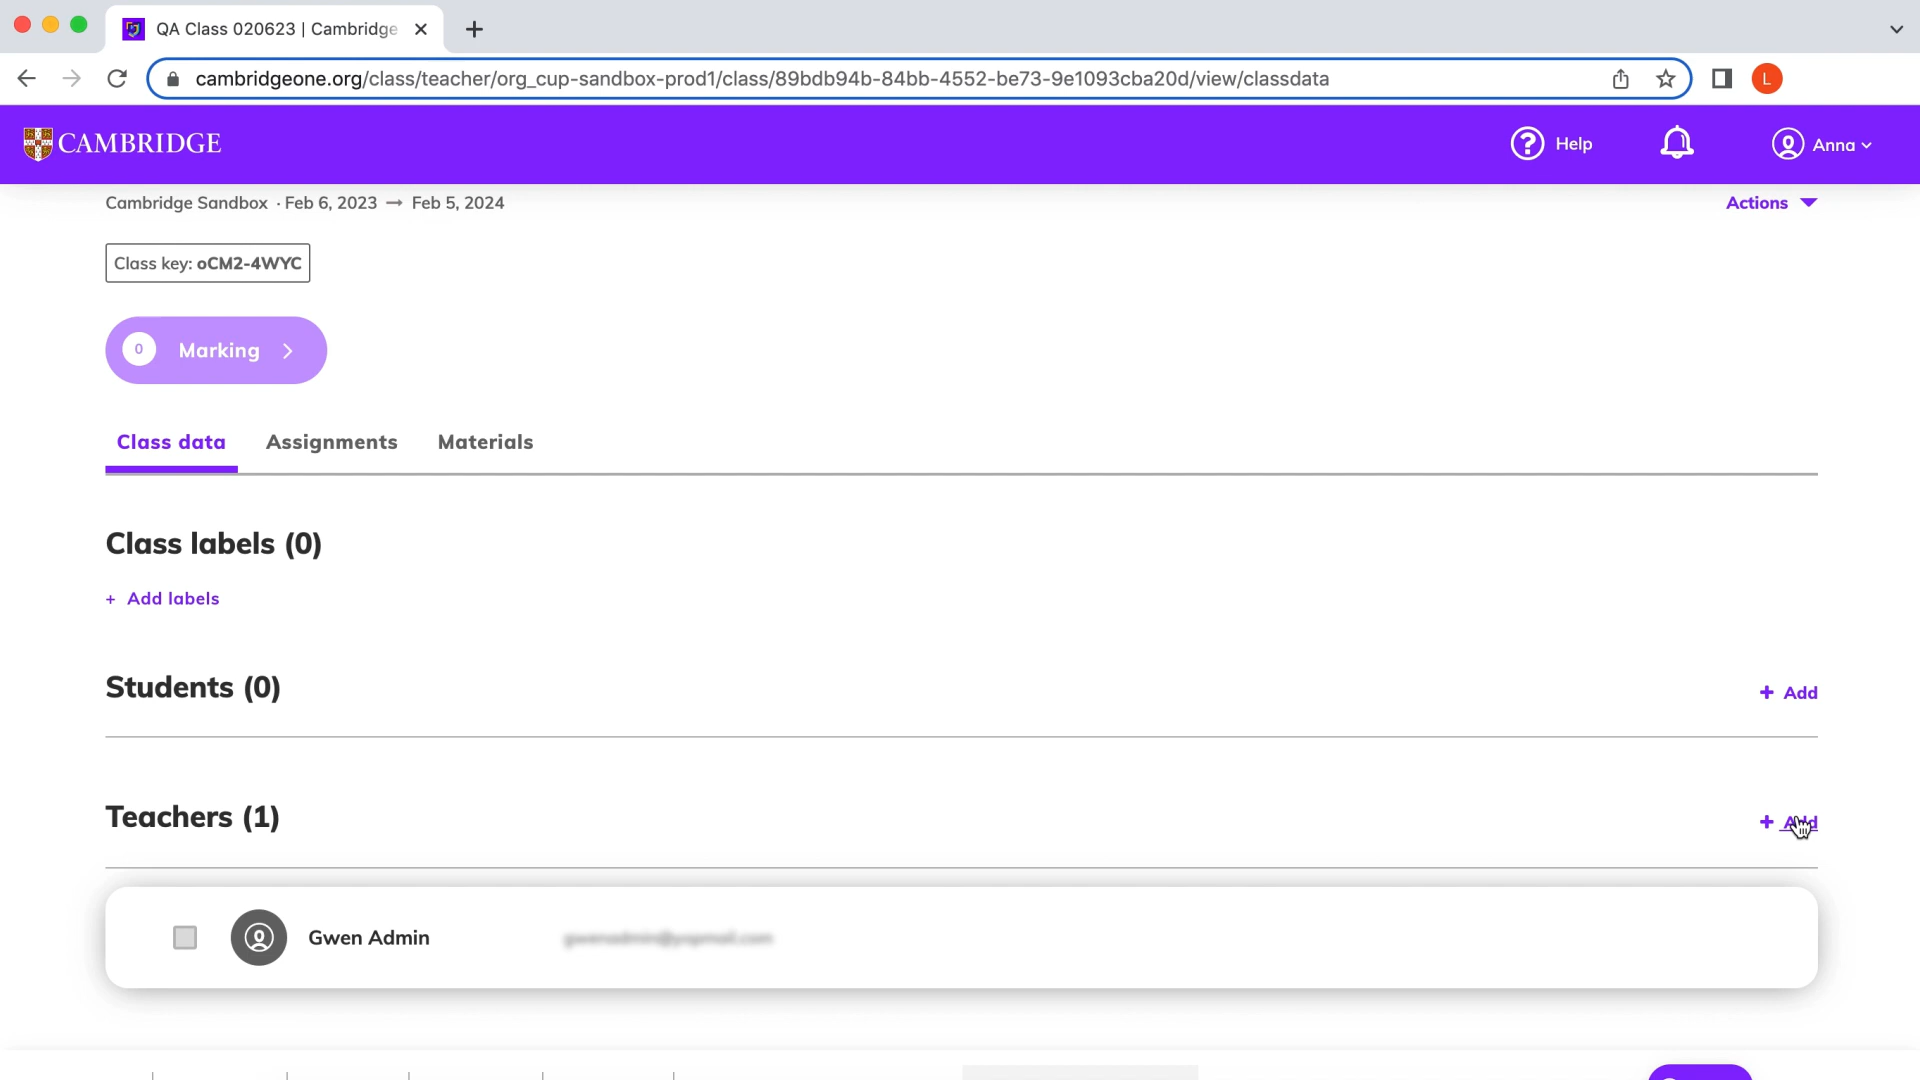 QA Class 020623 | Cambridge
cambridgeone.org/class/teacher/org_cup-sandbox-prod1/class/89bdb94b-84bb-4552-be73-9e1093cba20d/view/classdata
L
CAMBRIDGE
Help
Anna
Cambridge Sandbox · Feb 6, 2023 → Feb 5, 2024
Actions
Class key: oCM2-4WYC
0 Marking
Class data Assignments Materials
Class labels (0)
+ Add labels
Students (0)
+ Add
Teachers (1)
+ Add
Gwen Admin